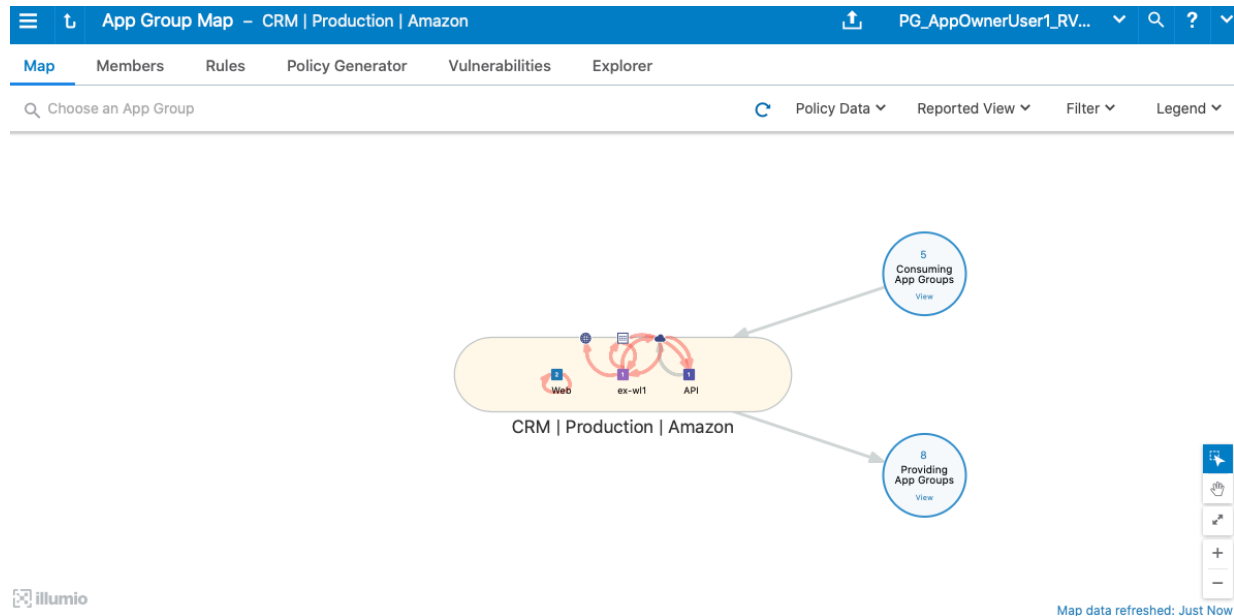 App Group Map – CRM | Production | Amazon
PG_AppOwnerUser1_RV...
?
Map
Members
Rules
Policy Generator
Vulnerabilities
Explorer
Choose an App Group
Policy Data
Reported View
Filter
Legend
5
Consuming
App Groups
View
2
1
1
Web
ex-wl1
API
CRM | Production | Amazon
8
Providing
App Groups
View
+
−
illumio
Map data refreshed: Just Now